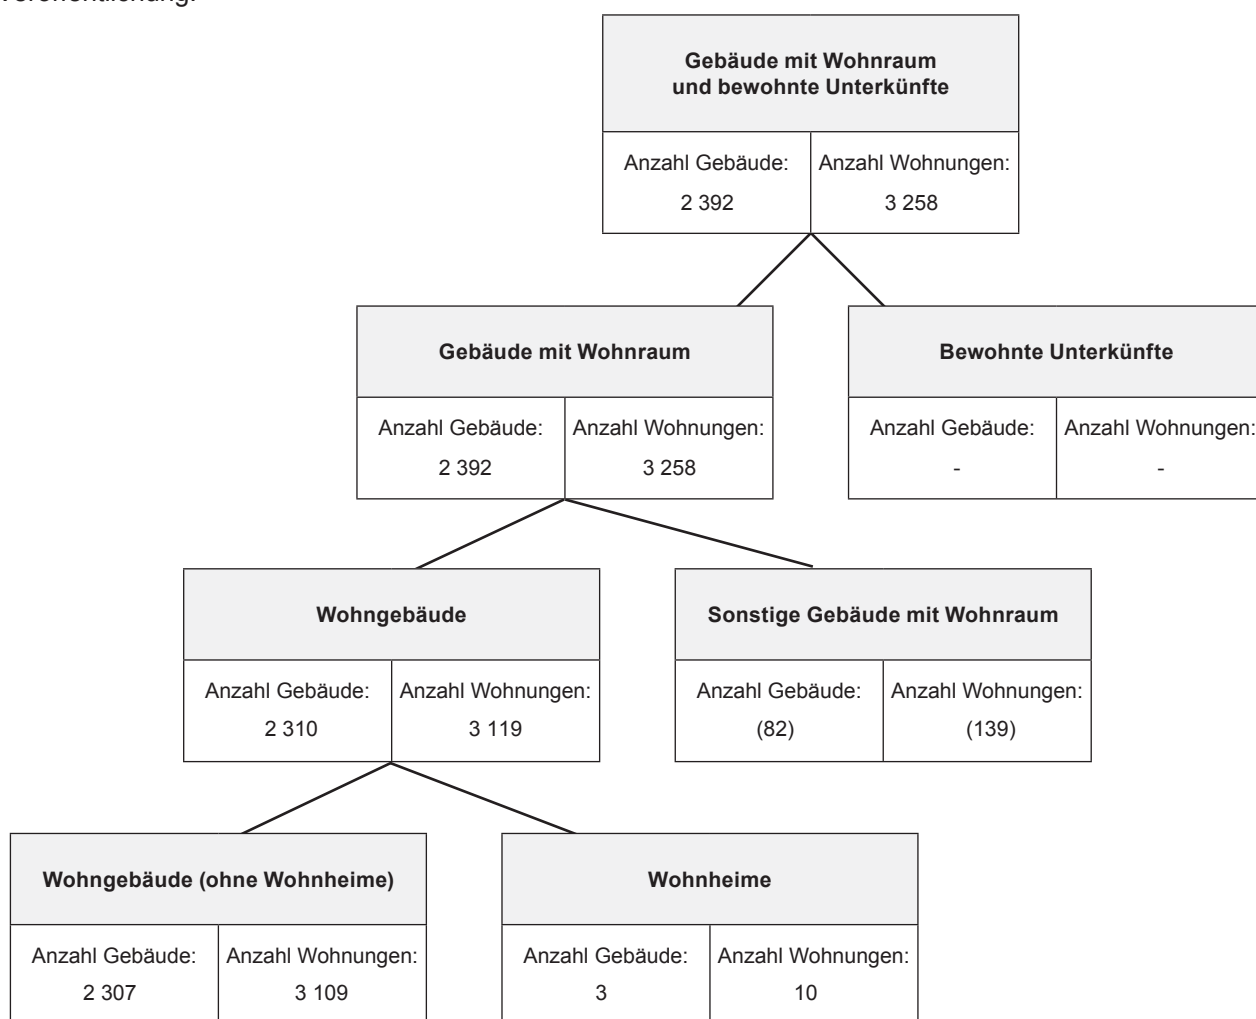 Gebäude mit Wohnraum
und bewohnte Unterkünfte
Anzahl Gebäude: Anzahl Wohnungen:
2 392 3 258
Gebäude mit Wohnraum Bewohnte Unterkünfte
Anzahl Gebäude: Anzahl Wohnungen: Anzahl Gebäude: Anzahl Wohnungen:
2 392 3 258 - -
Wohngebäude Sonstige Gebäude mit Wohnraum
Anzahl Gebäude: Anzahl Wohnungen: Anzahl Gebäude: Anzahl Wohnungen:
2 310 3 119 (82) (139)
Wohngebäude (ohne Wohnheime) Wohnheime
Anzahl Gebäude: Anzahl Wohnungen: Anzahl Gebäude: Anzahl Wohnungen:
2 307 3 109 3 10